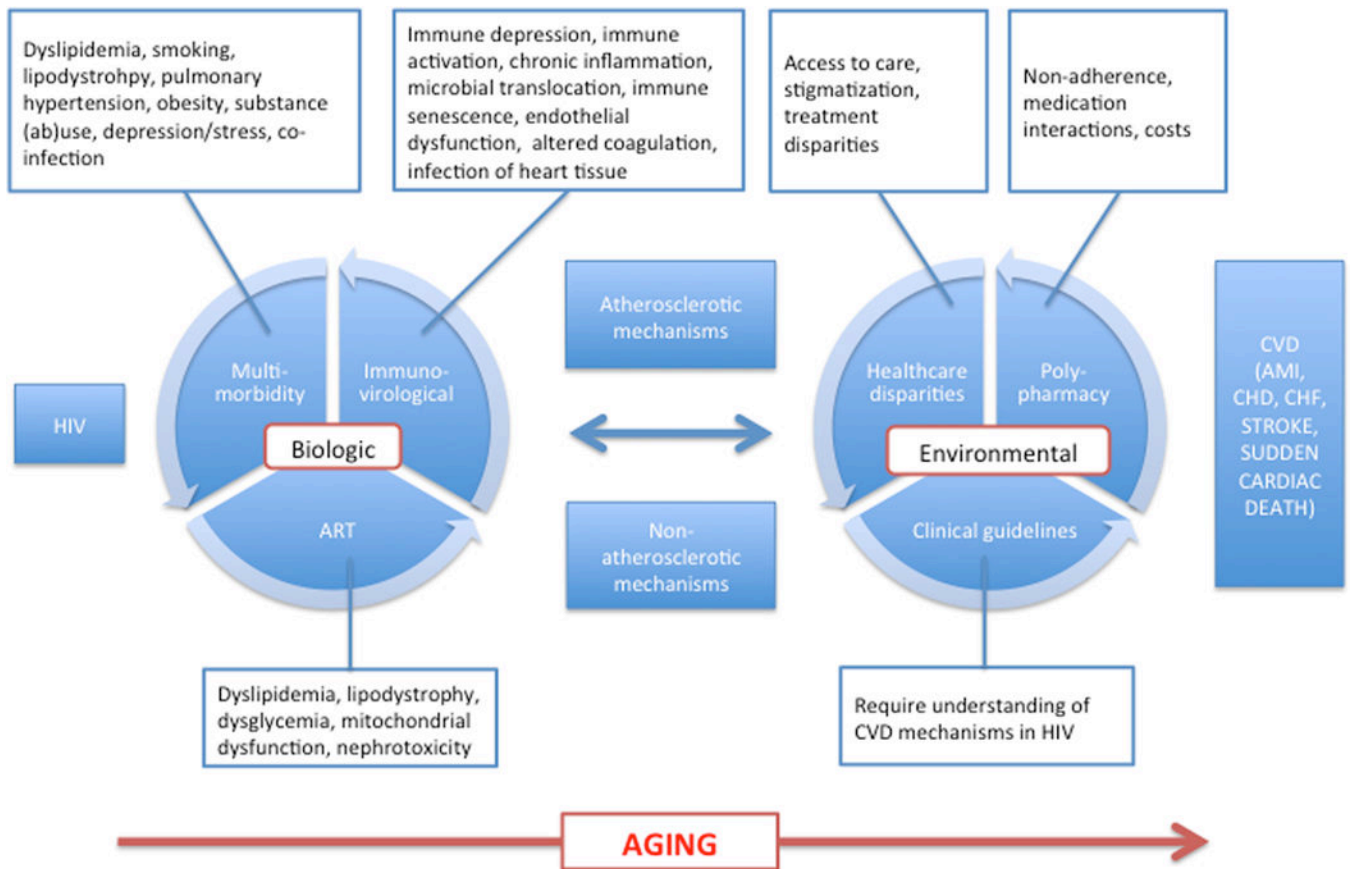 Dyslipidemia, smoking,
lipodystrohpy, pulmonary
hypertension, obesity, substance
(ab)use, depression/stress, co-
infection
Immune depression, immune
activation, chronic inflammation,
microbial translocation, immune
senescence, endothelial
dysfunction, altered coagulation,
infection of heart tissue
Access to care,
stigmatization,
treatment
disparities
Non-adherence,
medication
interactions, costs
HIV
Multi-
morbidity
Immuno-
virological
Biologic
ART
Atherosclerotic
mechanisms
Non-
atherosclerotic
mechanisms
Healthcare
disparities
Poly-
pharmacy
Environmental
Clinical guidelines
CVD
(AMI,
CHD, CHF,
STROKE,
SUDDEN
CARDIAC
DEATH)
Dyslipidemia, lipodystrophy,
dysglycemia, mitochondrial
dysfunction, nephrotoxicity
Require understanding of
CVD mechanisms in HIV
AGING